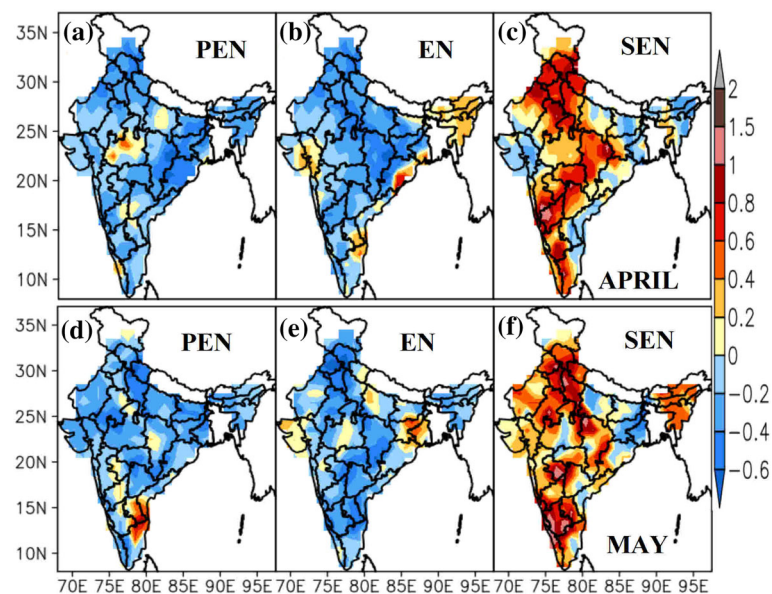 (a) PEN
(b) EN
(c) SEN
APRIL
35N
30N
25N
20N
15N
10N
(d) PEN
(e) EN
(f) SEN
MAY
35N
30N
25N
20N
15N
10N
70E 75E 80E 85E 90E 95E
70E 75E 80E 85E 90E 95E
70E 75E 80E 85E 90E 95E
2
1.5
1
0.8
0.6
0.4
0.2
0
−0.2
−0.4
−0.6